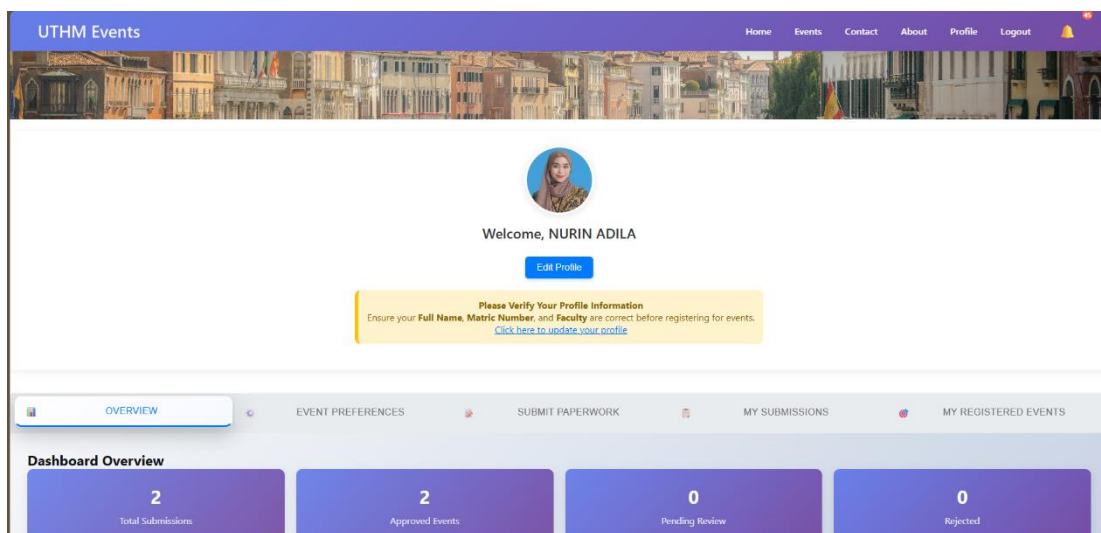 UTHM Events
Home Events Contact About Profile Logout
45
Welcome, NURIN ADILA
Edit Profile
Please Verify Your Profile Information
Ensure your Full Name, Matric Number, and Faculty are correct before registering for events.
Click here to update your profile
OVERVIEW EVENT PREFERENCES SUBMIT PAPERWORK MY SUBMISSIONS MY REGISTERED EVENTS
Dashboard Overview
2 2 0 0
Total Submissions Approved Events Pending Review Rejected